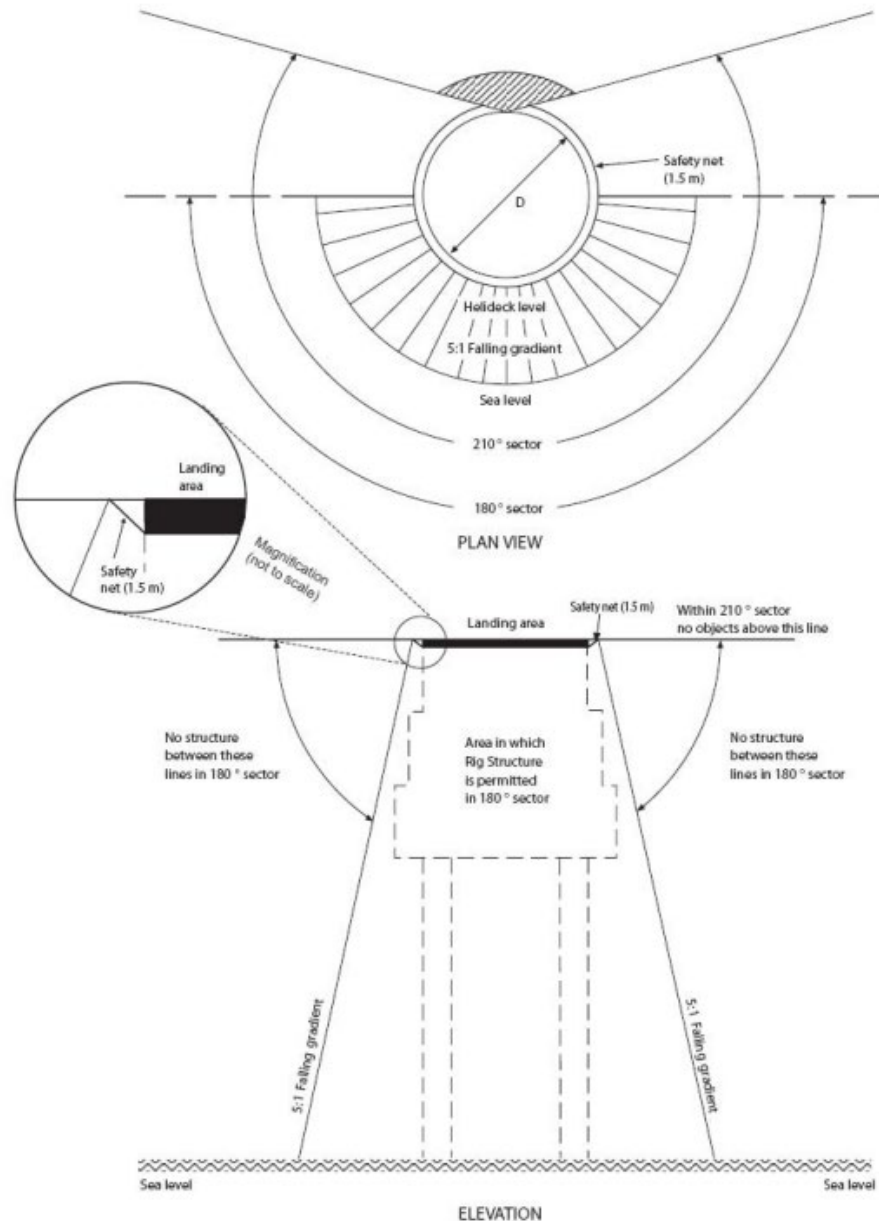 Safety net
(1.5 m)
D
Helideck level
5:1 Falling gradient
Sea level
210° sector
180° sector
PLAN VIEW
Landing
area
Safety
net (1.5 m)
Magnification
(not to scale)
Landing area
Safety net (1.5 m)
Within 210° sector
no objects above this line
No structure
between these
lines in 180° sector
Area in which
Rig Structure
is permitted
in 180° sector
No structure
between these
lines in 180° sector
5:1 Falling gradient
5:1 Falling gradient
Sea level
Sea level
ELEVATION